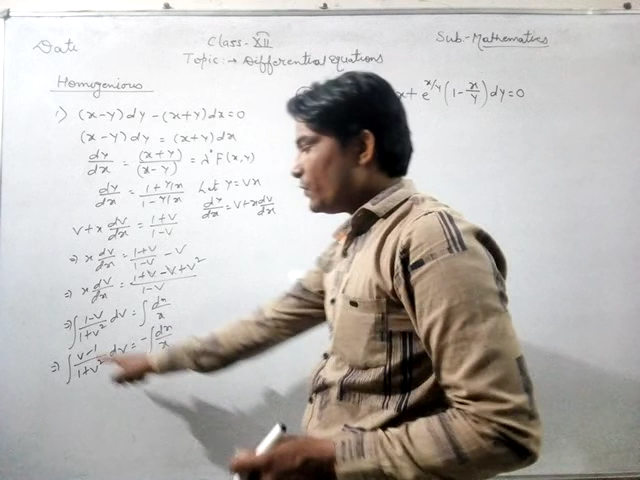 Date
Class-XII
Sub.-Mathematics
Topic:→ Differential Equations
Homogenious
1) (x-y)dy-(x+y)dx=0
(x-y)dy=(x+y)dx
dy/dx = (x+y)/(x-y) = λ°F(x,y)
dy/dx = (1+y/x)/(1-y/x) Let y=vx
dy/dx = v+x dv/dx
v+x dv/dx = (1+v)/(1-v)
⇒ x dv/dx = (1+v)/(1-v) - v
⇒ x dv/dx = (1+v-v+v²)/(1-v)
⇒ ∫(1-v)/(1+v²) dv = ∫dx/x
⇒ ∫(v-1)/(1+v²) dv = -∫dx/x
x+e^x/y(1-x/y)dy=0